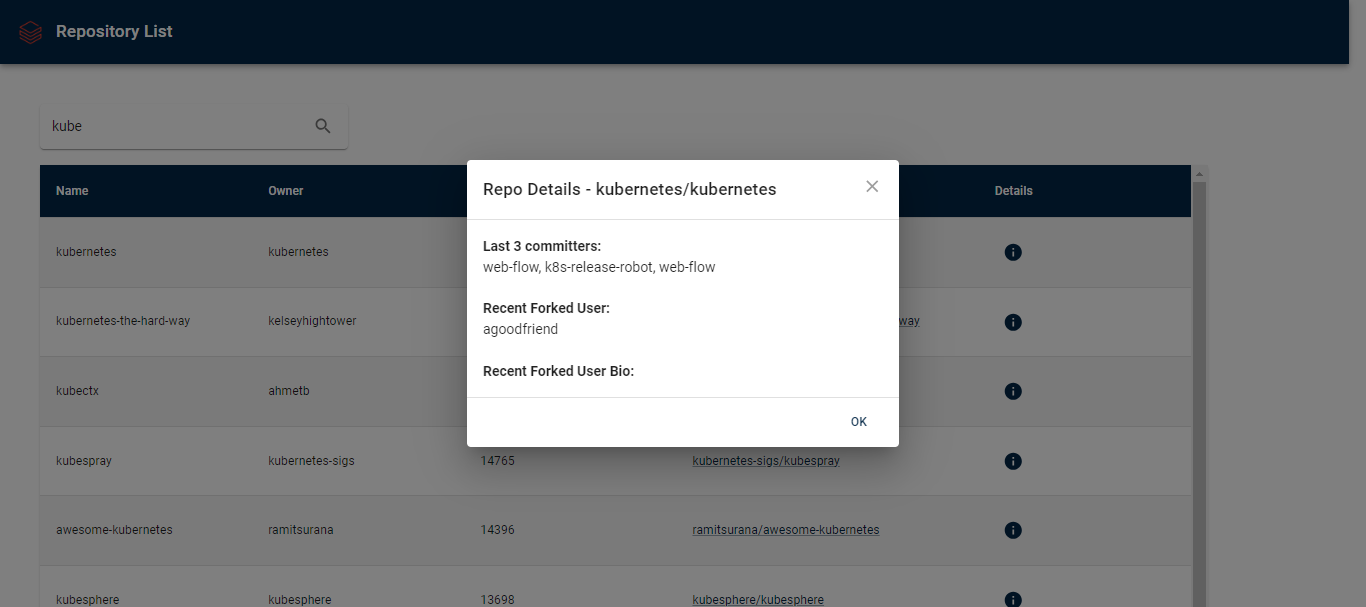 Repository List
kube
Name Owner Details
Repo Details - kubernetes/kubernetes
Last 3 committers:
web-flow, k8s-release-robot, web-flow
Recent Forked User:
agoodfriend
Recent Forked User Bio:
OK
kubernetes kubernetes
kubernetes-the-hard-way kelseyhightower way
kubectx ahmetb
kubespray kubernetes-sigs 14765 kubernetes-sigs/kubespray
awesome-kubernetes ramitsurana 14396 ramitsurana/awesome-kubernetes
kubesphere kubesphere 13698 kubesphere/kubesphere